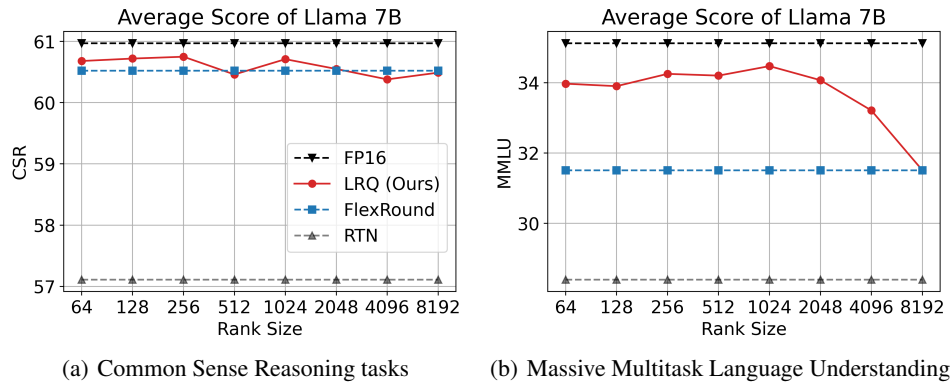 Average Score of Llama 7B
61
60
59
58
57
CSR
64 128 256 512 1024 2048 4096 8192
Rank Size
FP16
LRQ (Ours)
FlexRound
RTN
(a) Common Sense Reasoning tasks
Average Score of Llama 7B
34
32
30
MMLU
64 128 256 512 1024 2048 4096 8192
Rank Size
(b) Massive Multitask Language Understanding